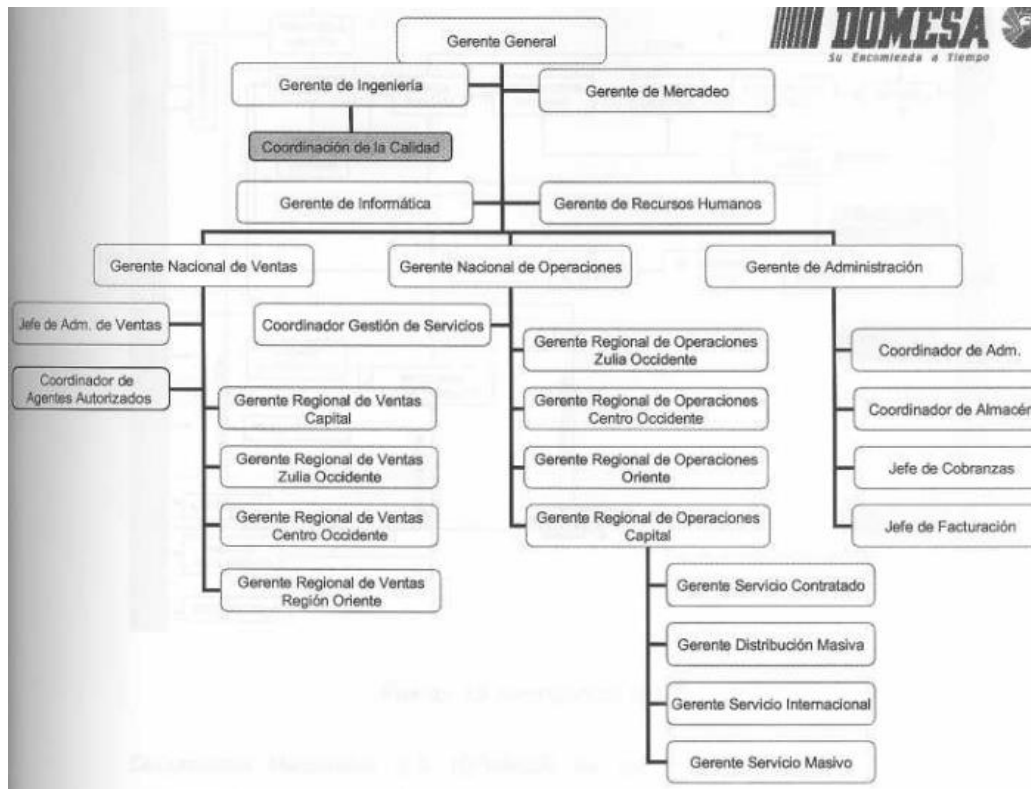 DOMESA
Su Encomienda a Tiempo
Gerente General
Gerente de Ingeniería
Gerente de Mercadeo
Coordinación de la Calidad
Gerente de Informática
Gerente de Recursos Humanos
Gerente Nacional de Ventas
Gerente Nacional de Operaciones
Gerente de Administración
Jefe de Adm. de Ventas
Coordinador de
Agentes Autorizados
Gerente Regional de Ventas
Capital
Gerente Regional de Ventas
Zulia Occidente
Gerente Regional de Ventas
Centro Occidente
Gerente Regional de Ventas
Región Oriente
Coordinador Gestión de Servicios
Gerente Regional de Operaciones
Zulia Occidente
Gerente Regional de Operaciones
Centro Occidente
Gerente Regional de Operaciones
Oriente
Gerente Regional de Operaciones
Capital
Gerente Servicio Contratado
Gerente Distribución Masiva
Gerente Servicio Internacional
Gerente Servicio Masivo
Coordinador de Adm.
Coordinador de Almacén
Jefe de Cobranzas
Jefe de Facturación